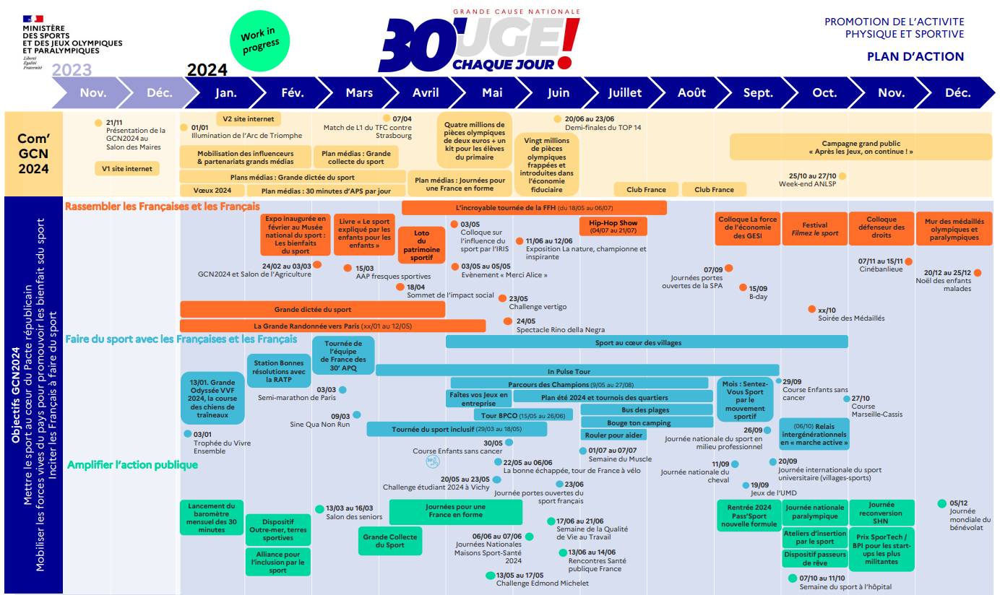 MINISTÈRE
DES SPORTS
ET DES JEUX OLYMPIQUES
ET PARALYMPIQUES
Liberté
Égalité
Fraternité
Work in
progress
GRANDE CAUSE NATIONALE
30'
UGE!
CHAQUE JOUR
PROMOTION DE L'ACTIVITE
PHYSIQUE ET SPORTIVE
PLAN D'ACTION
2023
2024
Nov.
Déc.
Jan.
Fév.
Mars
Avril
Mai
Juin
Juillet
Août
Sept.
Oct.
Nov.
Déc.
Com'
GCN
2024
21/11
Présentation de la
GCN2024 au
Salon des Maires
V1 site internet
V2 site internet
01/01
Illumination de l'Arc de Triomphe
Mobilisation des influenceurs
& partenariats grands médias
Plan médias : Grande
collecte du sport
Plans médias : Grande dictée du sport
Vœux 2024
Plan médias : 30 minutes d'APS par jour
07/04
Match de L1 du TFC contre
Strasbourg
Quatre millions de
pièces olympiques
de deux euros + un
kit pour les élèves
du primaire
Plan médias : Journées pour
une France en forme
Vingt millions
de pièces
olympiques
frappées et
introduites dans
l'économie
fiduciaire
20/06 au 23/06
Demi-finales du TOP 14
Club France
Club France
Campagne grand public
« Après les Jeux, on continue ! »
25/10 au 27/10
Week-end ANLSP
Objectifs GCN2024
Mettre le sport au cœur du Pacte républicain
Mobiliser les forces vives du pays pour promouvoir les bienfait sdu sport
Inciter les Français à faire du sport
Rassembler les Françaises et les Français
L'incroyable tournée de la FFH (du 18/05 au 06/07)
Expo inaugurée en
février au Musée
national du sport :
Les bienfaits
du sport
Livre « Le sport
expliqué par les
enfants pour les
enfants »
Loto
du
patrimoine
sportif
03/05
Colloque sur
l'influence du
sport par l'IRIS
Hip-Hop Show
(04/07 au 21/07)
11/06 au 12/06
Exposition La nature, championne et
inspirante
Colloque La force
de l'économie
des GESI
Festival
Filmez le sport
Colloque
défenseur des
droits
Mur des médaillés
olympiques et
paralympiques
24/02 au 03/03
GCN2024 et Salon de l'Agriculture
15/03
AAP fresques sportives
03/05 au 05/05
Evènement « Merci Alice »
18/04
Sommet de l'impact social
23/05
Challenge vertigo
07/09
Journées portes
ouvertes de la SPA
15/09
B-day
07/11 au 15/11
Cinébanlieue
20/12 au 25/12
Noël des enfants
malades
xx/10
Soirée des Médaillés
Grande dictée du sport
La Grande Randonnée vers Paris (xx/01 au 12/05)
24/05
Spectacle Rino della Negra
Faire du sport avec les Françaises et les Français
Sport au cœur des villages
Tournée de
l'équipe
de France des
30' APQ
Station Bonnes
résolutions avec
la RATP
13/01. Grande
Odyssée VVF
2024, la course
des chiens de
traîneaux
In Pulse Tour
Parcours des Champions (9/05 au 27/08)
Faîtes vos Jeux en
entreprise
Plan été 2024 et tournois des quartiers
Tour BPCO (15/05 au 26/06)
Bus des plages
Bouge ton camping
Rouler pour aider
Tournée du sport inclusif (29/03 au 18/05)
03/03
Semi-marathon de Paris
09/03
Sine Qua Non Run
03/01
Trophée du Vivre
Ensemble
30/05
Course Enfants sans cancer
01/07 au 07/07
Semaine du Muscle
22/05 au 06/06
La bonne échappée, tour de France à vélo
20/05 au 23/05
Challenge étudiant 2024 à Vichy
23/06
Journée portes ouvertes du
sport français
Mois : Sentez-
Vous Sport
par le
mouvement
sportif
29/09
Course Enfants sans
cancer
27/10
Course
Marseille-Cassis
26/09
Journée nationale du sport en
milieu professionnel
(06/10) Relais
intergénérationnels
en « marche active »
11/09
Journée nationale du
cheval
20/09
Journée internationale du sport
universitaire (villages-sports)
19/09
Jeux de l'UMD
Amplifier l'action publique
Lancement du
baromètre
mensuel des 30
minutes
Dispositif
Outre-mer, terres
sportives
Alliance pour
l'inclusion par le
sport
13/03 au 16/03
Salon des seniors
Grande Collecte
du Sport
Journées pour une
France en forme
06/06 au 07/06
Journées Nationales
Maisons Sport-Santé
2024
17/06 au 21/06
Semaine de la Qualité
de Vie au Travail
13/06 au 14/06
Rencontres Santé
publique France
13/05 au 17/05
Challenge Edmond Michelet
Rentrée 2024
Pass'Sport
nouvelle formule
Journée nationale
paralympique
Ateliers d'insertion
par le sport
Dispositif passeurs
de rêve
Journée
reconversion
SHN
Prix SporTech /
BPI pour les start-
ups les plus
militantes
05/12
Journée
mondiale du
bénévolat
07/10 au 11/10
Semaine du sport à l'hôpital